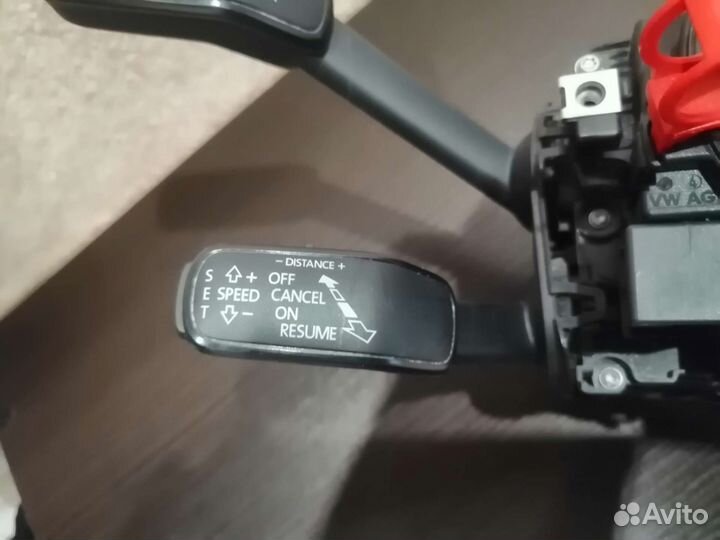 - DISTANCE +
S + OFF
E SPEED CANCEL
T - ON
RESUME
VW AG
Avito